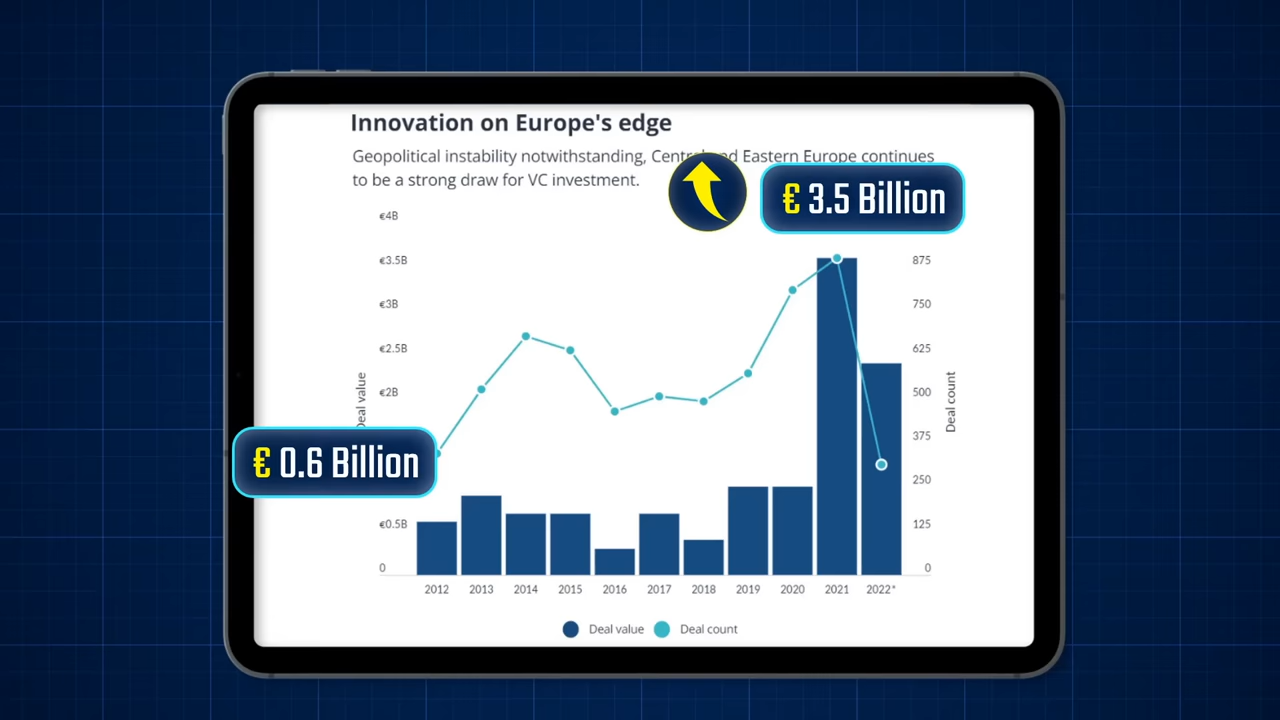 Innovation on Europe's edge
Geopolitical instability notwithstanding, Central and Eastern Europe continues
to be a strong draw for VC investment.
€ 3.5 Billion
€4B
€3.5B
€3B
€2.5B
€2B
€0.5B
0
Deal value
€ 0.6 Billion
875
750
625
500
375
250
125
0
Deal count
2012 2013 2014 2015 2016 2017 2018 2019 2020 2021 2022*
Deal value Deal count